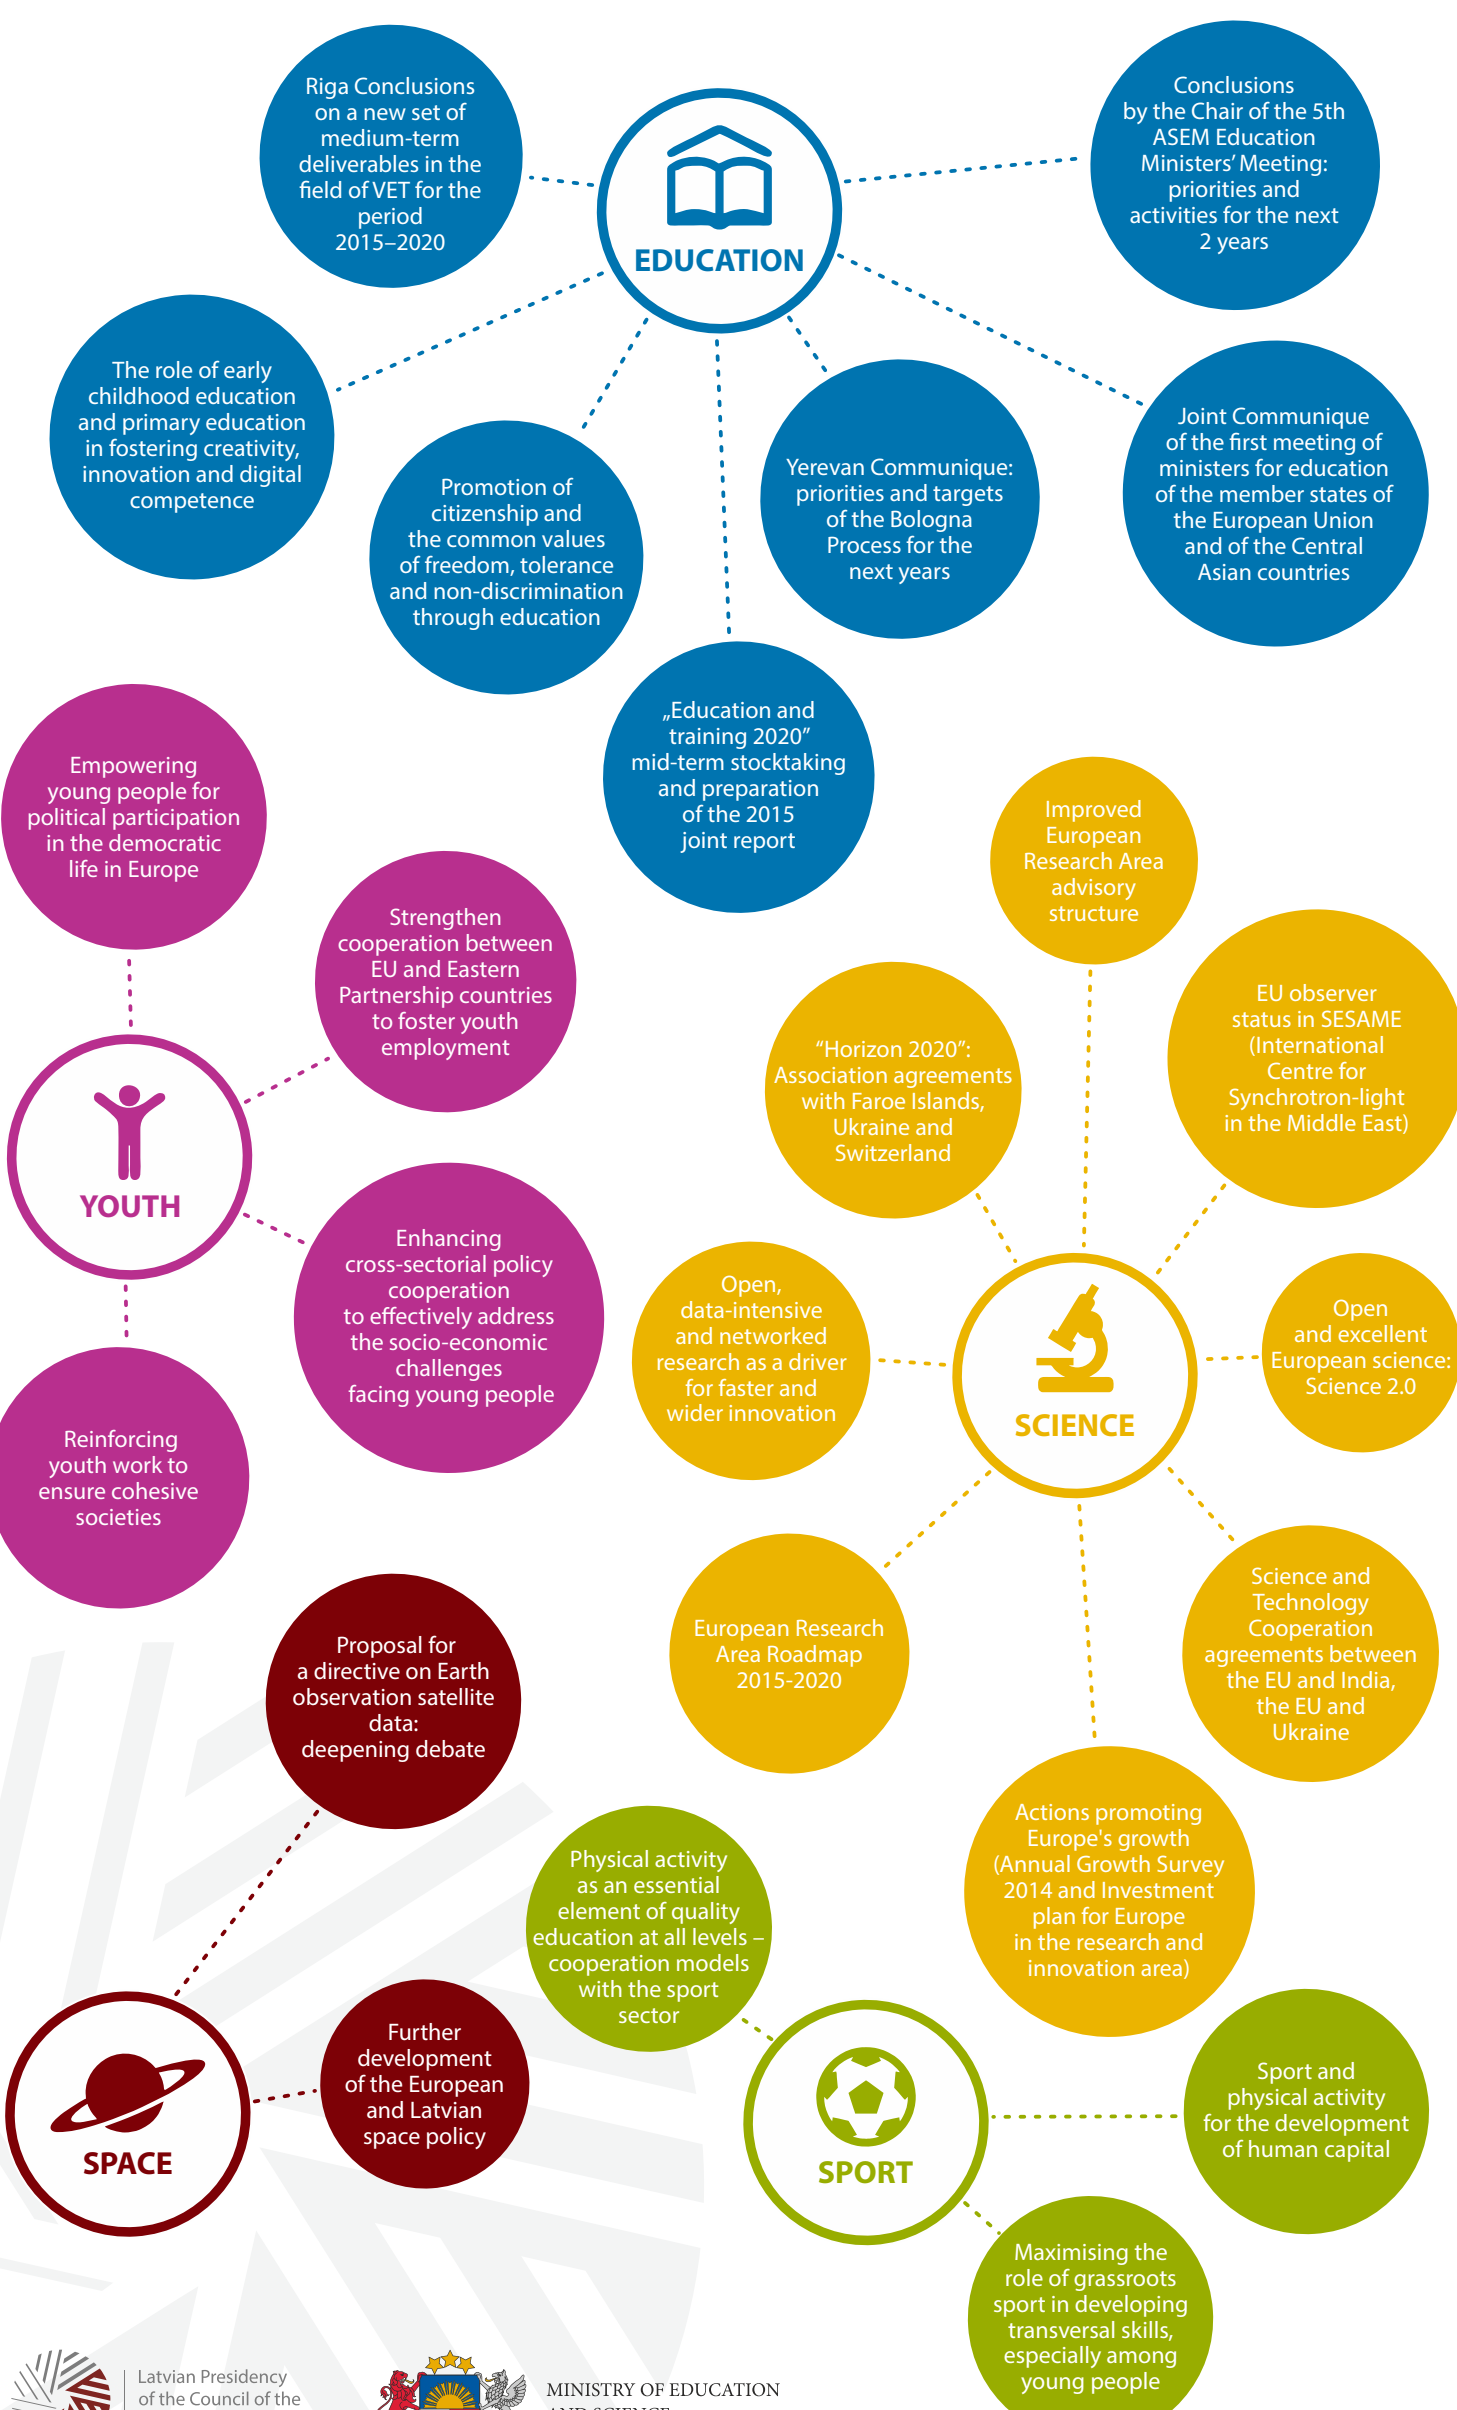 Riga Conclusions
on a new set of
medium-term
deliverables in the
field of VET for the
period
2015–2020
EDUCATION
Conclusions
by the Chair of the 5th
ASEM Education
Ministers’ Meeting:
priorities and
activities for the next
2 years
The role of early
childhood education
and primary education
in fostering creativity,
innovation and digital
competence
Promotion of
citizenship and
the common values
of freedom, tolerance
and non-discrimination
through education
Yerevan Communique:
priorities and targets
of the Bologna
Process for the
next years
Joint Communique
of the first meeting of
ministers for education
of the member states of
the European Union
and of the Central
Asian countries
„Education and
training 2020”
mid-term stocktaking
and preparation
of the 2015
joint report
Empowering
young people for
political participation
in the democratic
life in Europe
Strengthen
cooperation between
EU and Eastern
Partnership countries
to foster youth
employment
YOUTH
Enhancing
cross-sectorial policy
cooperation
to effectively address
the socio-economic
challenges
facing young people
Reinforcing
youth work to
ensure cohesive
societies
Improved
European
Research Area
advisory
structure
EU observer
status in SESAME
(International
Centre for
Synchrotron-light
in the Middle East)
“Horizon 2020”:
Association agreements
with Faroe Islands,
Ukraine and
Switzerland
Open,
data-intensive
and networked
research as a driver
for faster and
wider innovation
SCIENCE
Open
and excellent
European science:
Science 2.0
European Research
Area Roadmap
2015-2020
Science and
Technology
Cooperation
agreements between
the EU and India,
the EU and
Ukraine
Actions promoting
Europe's growth
(Annual Growth Survey
2014 and Investment
plan for Europe
in the research and
innovation area)
Proposal for
a directive on Earth
observation satellite
data:
deepening debate
Further
development
of the European
and Latvian
space policy
SPACE
Physical activity
as an essential
element of quality
education at all levels –
cooperation models
with the sport
sector
SPORT
Sport and
physical activity
for the development
of human capital
Maximising the
role of grassroots
sport in developing
transversal skills,
especially among
young people
Latvian Presidency
of the Council of the
MINISTRY OF EDUCATION
AND SCIENCE